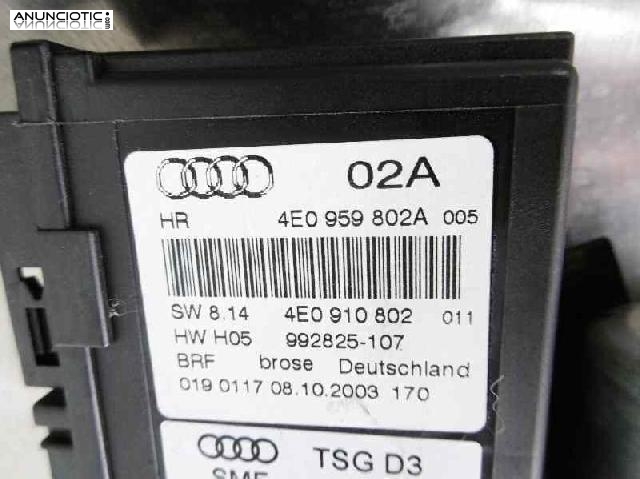 ANUNCIOTIC
02A
HR 4E0 959 802A 005
SW 8.14 4E0 910 802 011
HW H05 992825-107
BRF brose Deutschland
019 0117 08.10.2003 170
TSG D3
SME